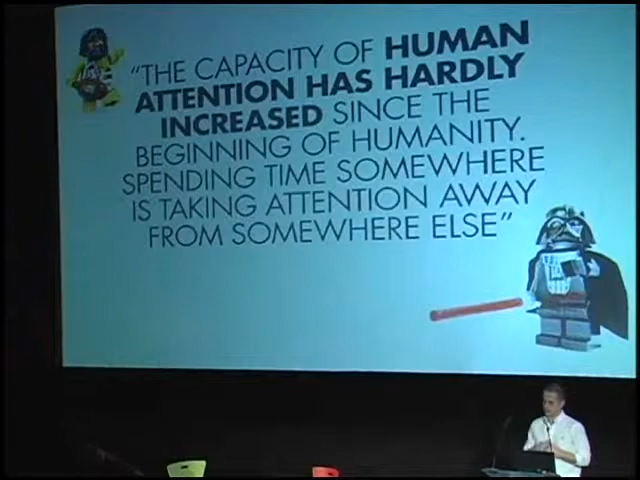 “THE CAPACITY OF HUMAN
ATTENTION HAS HARDLY
INCREASED SINCE THE
BEGINNING OF HUMANITY.
SPENDING TIME SOMEWHERE
IS TAKING ATTENTION AWAY
FROM SOMEWHERE ELSE”